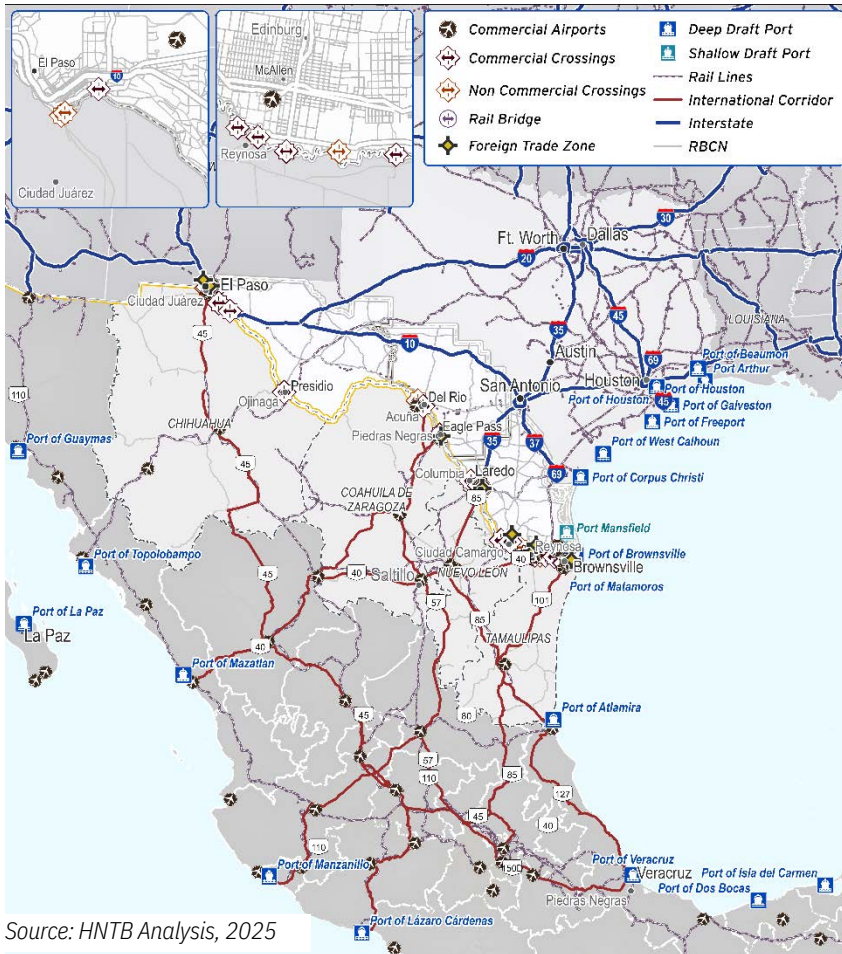 Edinburg
El Paso
10
McAllen
Reynosa
Ciudad Juárez
Commercial Airports
Commercial Crossings
Non Commercial Crossings
Rail Bridge
Foreign Trade Zone
Deep Draft Port
Shallow Draft Port
Rail Lines
International Corridor
Interstate
RBCN
30
Ft. Worth
Dallas
20
El Paso
Ciudad Juárez
45
35
45
LOUISIANA
10
69
Austin
Port of Beaumon
Port Arthur
110
Presidio
Ojinaga
San Antonio
Houston
Port of Houston
Port of Houston
45
Port of Galveston
Del Rio
Acuña
Port of Freeport
CHIHUAHUA
Eagle Pass
Piedras Negras
35
37
Port of Guaymas
Port of West Calhoun
45
Columbia
Laredo
69
Port of Corpus Christi
85
COAHUILA DE
ZARAGOZA
Port Mansfield
45
Port of Topolobampo
Ciudad Camargo
Reynosa
40
Port of Brownsville
Brownsville
40
Saltillo
NUEVO LEÓN
Port of Matamoros
57
101
Port of La Paz
La Paz
85
TAMAULIPAS
40
Port of Mazatlan
Port of Atlamira
45
80
57
110
85
127
45
40
110
Port of Manzanillo
150D
Port of Veracruz
Veracruz
Port of Isla del Carmen
Port of Dos Bocas
Piedras Negras
Port of Lázaro Cárdenas
Source: HNTB Analysis, 2025